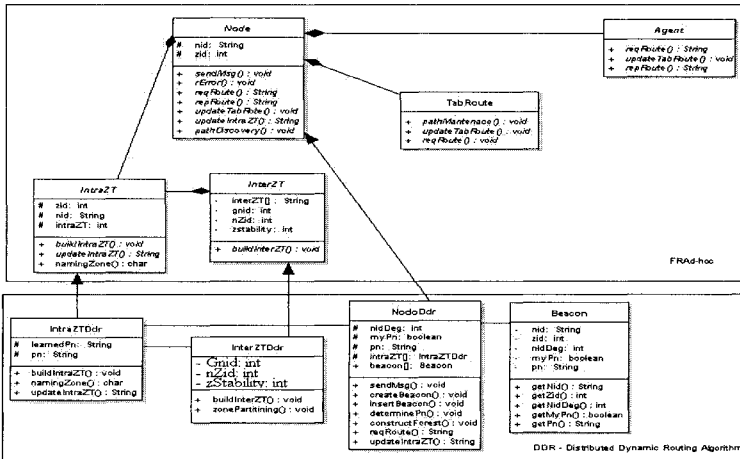 Node
# nid: String
# zid: int
+ sendMsg() : void
+ rError() : void
+ reqRoute() : String
+ repRoute() : String
+ updateTabRote() : void
+ updateIntraZT() : String
+ pathDiscovery() : void
Agent
+ reqRoute() : String
+ updateTabRoute() : void
+ repRoute() : String
TabRoute
+ pathMantenace() : void
+ updateTabRoute() : void
+ reqRoute() : void
IntraZT
# zid: int
# nid: String
# intraZT: int
+ buildIntraZT() : void
+ updateIntraZT() : String
+ namingZone() : char
InterZT
- interZT[] : String
- gnid: int
- nZid: int
- zstability: int
+ buildInterZT() : void
FRAd-hoc
IntraZTDdr
# learnedPn: String
# pn: String
+ buildIntraZT() : void
+ namingZone() : char
+ updateIntraZT() : String
InterZTDdr
- Gnid: int
- nZid: int
- zStability: int
+ buildInterZT() : void
+ zonePartitining() : void
NodoDdr
# nidDeg: int
# myPn: boolean
# pn: String
# intraZT[]: IntraZTDdr
+ beacon[]: Beacon
+ sendMsg() : void
+ createBeacon() : void
+ insertBeacon() : void
+ determinePn() : void
+ constructForest() : void
+ reqRoute() : String
+ updateIntraZT() : String
Beacon
- nid: String
- zid: int
- nidDeg: int
- myPn: boolean
- pn: String
+ getNid() : String
+ getZid() : int
+ getNidDeg() : int
+ getMyPn() : boolean
+ getPn() : String
DDR - Distributed Dynamic Routing Algorithm